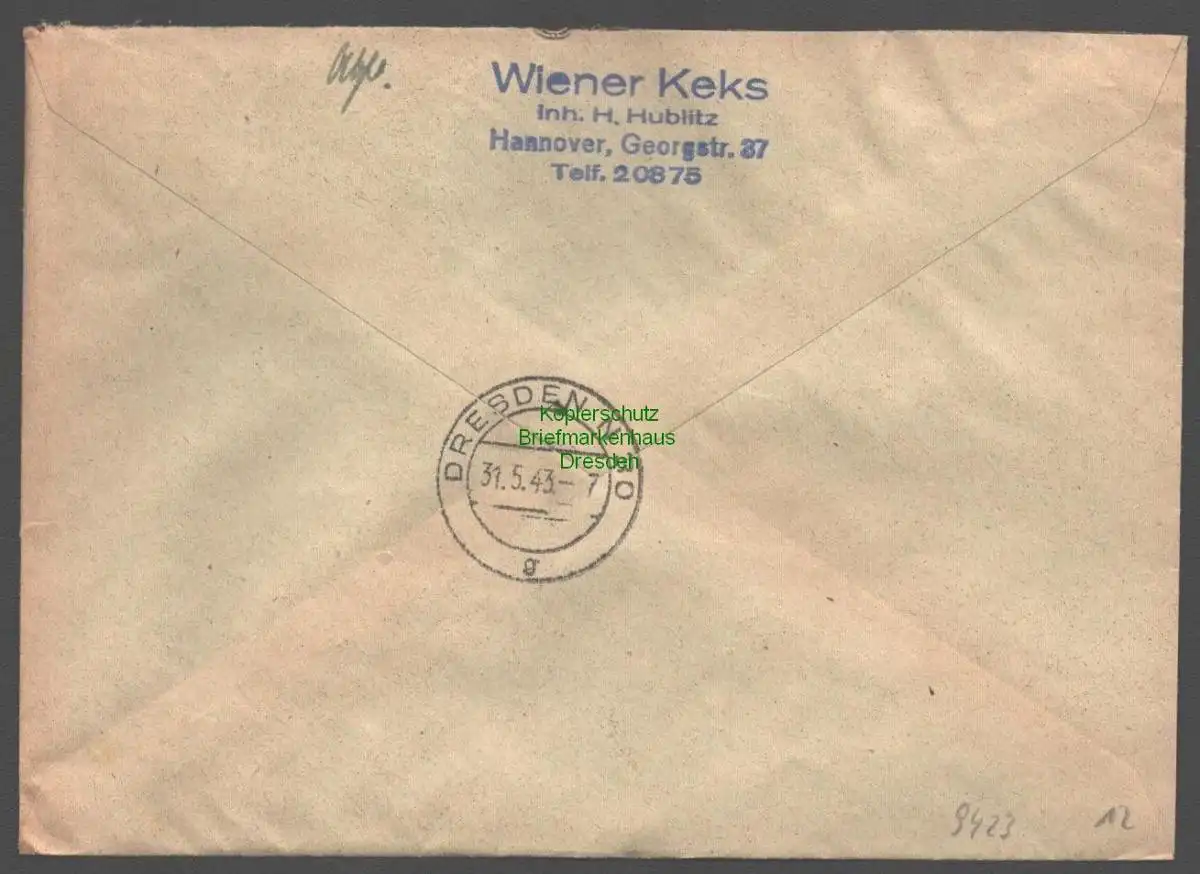 Wiener Keks
Inh. H. Hublitz
Hannover, Georgstr. 37
Telf. 20875
DRESDEN N 30
Kopierschutz
Briefmarkenhaus
Dresden
31.5.43.– 7
g
9423
12